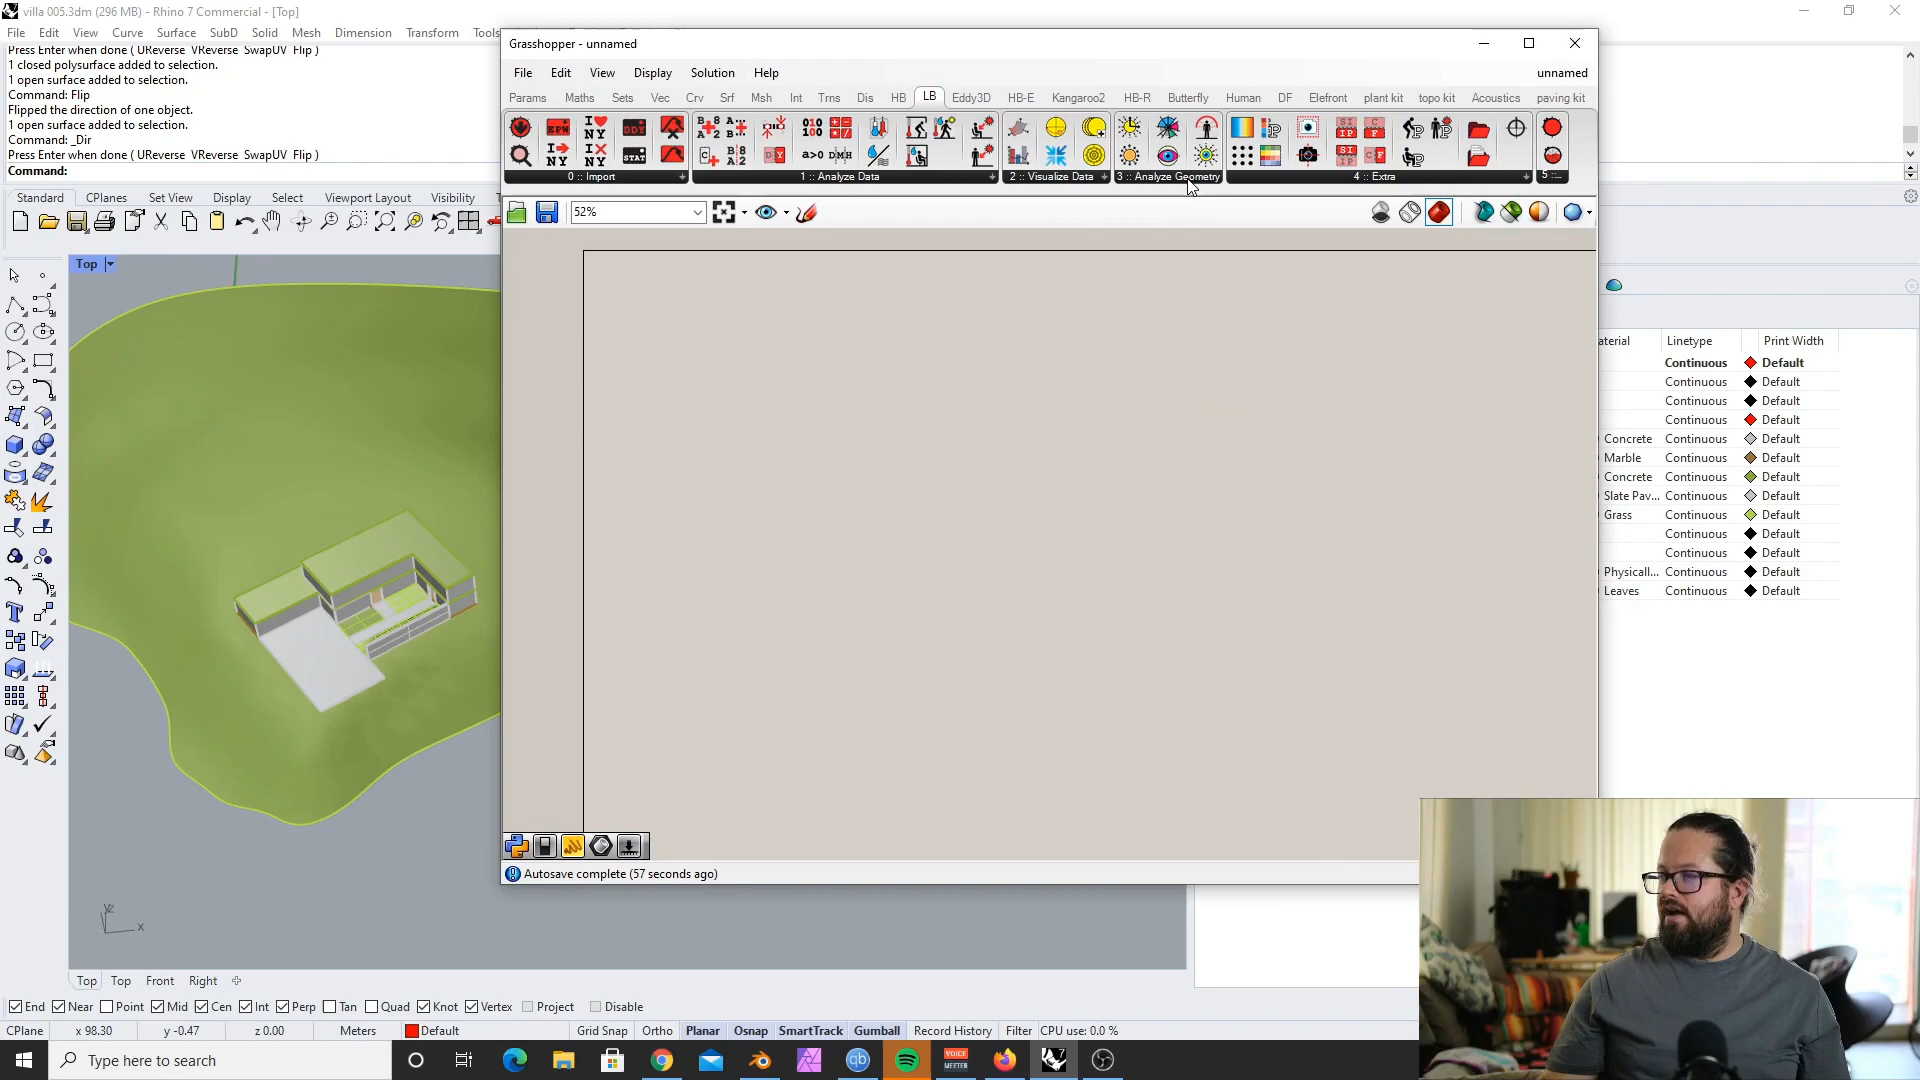 villa 005.3dm (296 MB) - Rhino 7 Commercial - [Top]
File Edit View Curve Surface SubD Solid Mesh Dimension Transform Tools
Press Enter when done ( UReverse VReverse SwapUV Flip )
1 closed polysurface added to selection.
1 open surface added to selection.
Command: Flip
Flipped the direction of one object.
1 open surface added to selection.
Command: _Dir
Press Enter when done ( UReverse VReverse SwapUV Flip )
Command:
Standard CPlanes Set View Display Select Viewport Layout Visibility
Top
Grasshopper - unnamed
File Edit View Display Solution Help unnamed
Params Maths Sets Vec Crv Srf Msh Int Trns Dis HB LB Eddy3D HB-E Kangaroo2 HB-R Butterfly Human DF Elefront plant kit topo kit Acoustics paving kit
0 :: Import 1 :: Analyze Data 2 :: Visualize Data 3 :: Analyze Geometry 4 :: Extra 5 ::...
52%
Autosave complete (57 seconds ago)
aterial Linetype Print Width
Continuous Default
Continuous Default
Continuous Default
Continuous Default
Concrete Continuous Default
Marble Continuous Default
Concrete Continuous Default
Slate Pav... Continuous Default
Grass Continuous Default
Continuous Default
Continuous Default
Physicall... Continuous Default
Leaves Continuous Default
y
x
Top Top Front Right
End Near Point Mid Cen Int Perp Tan Quad Knot Vertex Project Disable
CPlane x 98.30 y -0.47 z 0.00 Meters Default Grid Snap Ortho Planar Osnap SmartTrack Gumball Record History Filter CPU use: 0.0 %
Type here to search